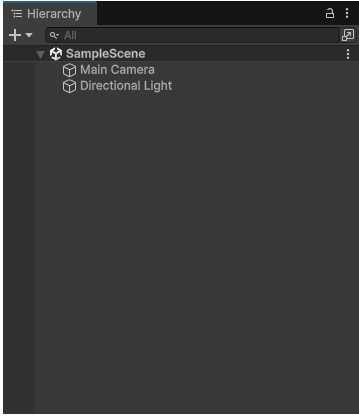 Hierarchy
All
SampleScene
Main Camera
Directional Light